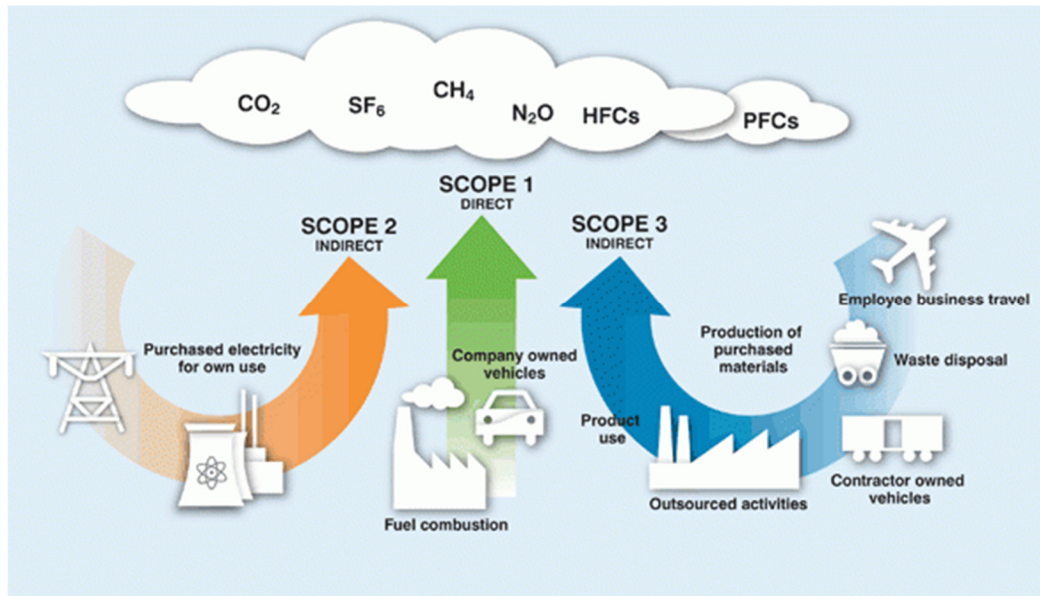 CO₂
SF₆
CH₄
N₂O
HFCs
PFCs
SCOPE 1
DIRECT
SCOPE 2
INDIRECT
SCOPE 3
INDIRECT
Purchased electricity
for own use
Company owned
vehicles
Fuel combustion
Product
use
Production of
purchased
materials
Outsourced activities
Employee business travel
Waste disposal
Contractor owned
vehicles